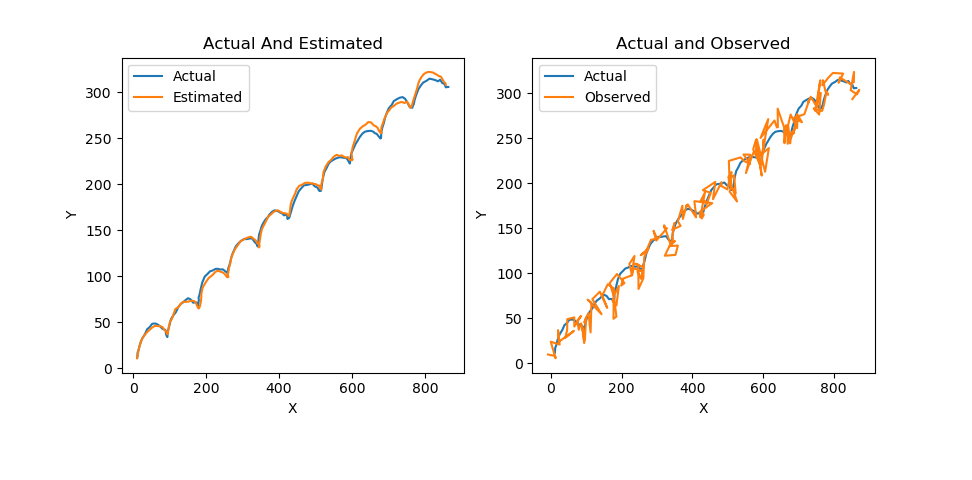 Actual And Estimated
Actual
Estimated
300
250
200
150
100
50
0
Y
0 200 400 600 800
X
Actual and Observed
Actual
Observed
300
250
200
150
100
50
0
Y
0 200 400 600 800
X